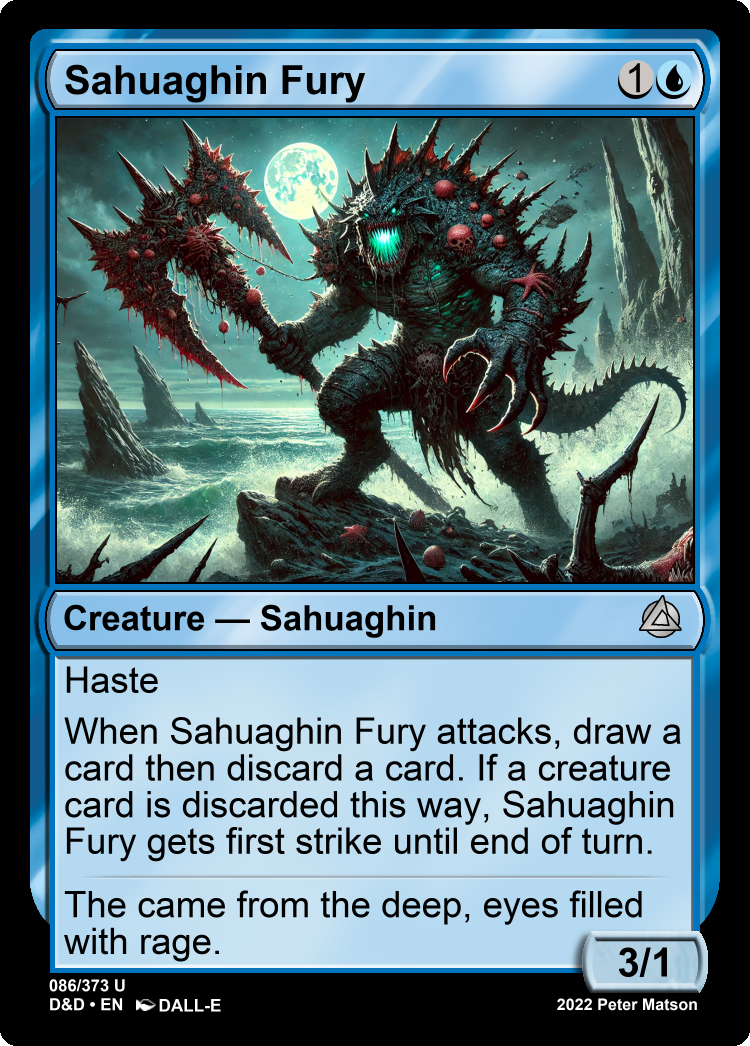 Sahuaghin Fury 1
Creature — Sahuaghin
Haste
When Sahuaghin Fury attacks, draw a
card then discard a card. If a creature
card is discarded this way, Sahuaghin
Fury gets first strike until end of turn.
The came from the deep, eyes filled
with rage.
3/1
086/373 U
D&D • EN DALL-E
2022 Peter Matson